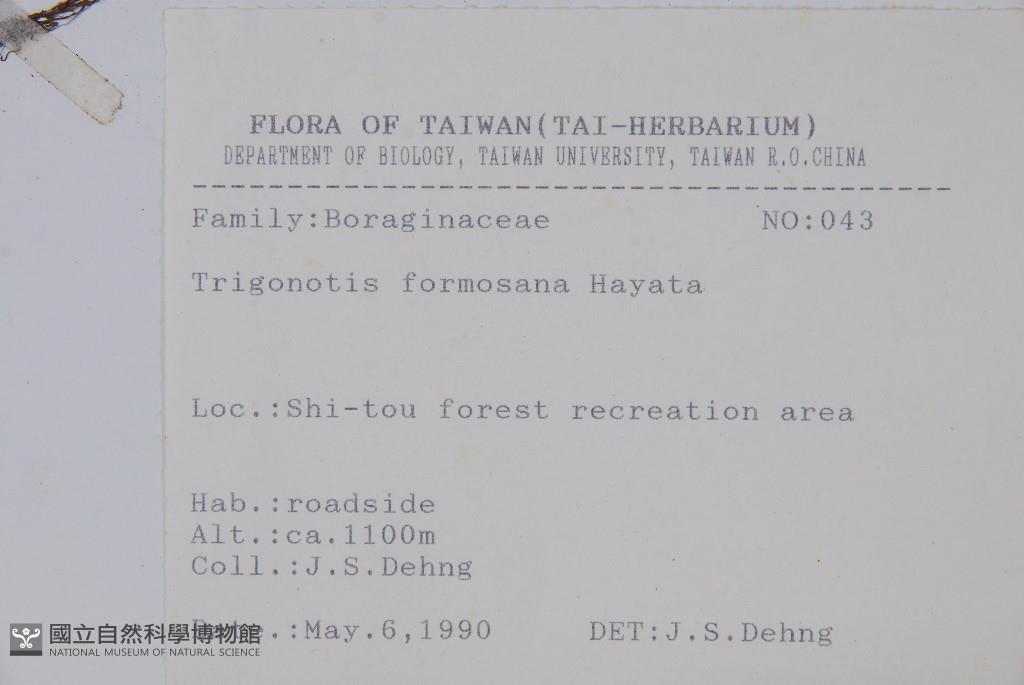 FLORA OF TAIWAN(TAI-HERBARIUM)
DEPARTMENT OF BIOLOGY, TAIWAN UNIVERSITY, TAIWAN R.O.CHINA
----------------------------------------
Family:Boraginaceae NO:043
Trigonotis formosana Hayata
Loc.:Shi-tou forest recreation area
Hab.:roadside
Alt.:ca.1100m
Coll.:J.S.Dehng
Date.:May.6,1990 DET:J.S.Dehng
國立自然科學博物館
NATIONAL MUSEUM OF NATURAL SCIENCE